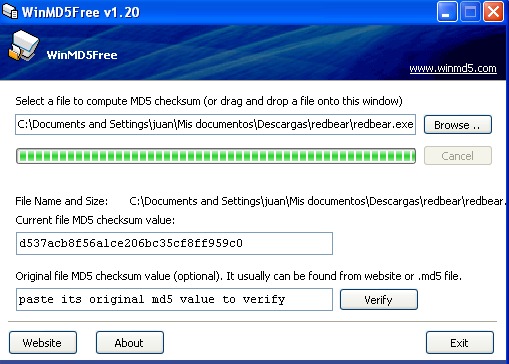 WinMD5Free v1.20
WinMD5Free
www.winmd5.com
Select a file to compute MD5 checksum (or drag and drop a file onto this window)
C:\Documents and Settings\juan\Mis documentos\Descargas\redbear\redbear.exe
Browse ..
Cancel
File Name and Size: C:\Documents and Settings\juan\Mis documentos\Descargas\redbear\redbear.
Current file MD5 checksum value:
d537acb8f56a1ce206bc35cf8ff959c0
Original file MD5 checksum value (optional). It usually can be found from website or .md5 file.
paste its original md5 value to verify
Verify
Website
About
Exit